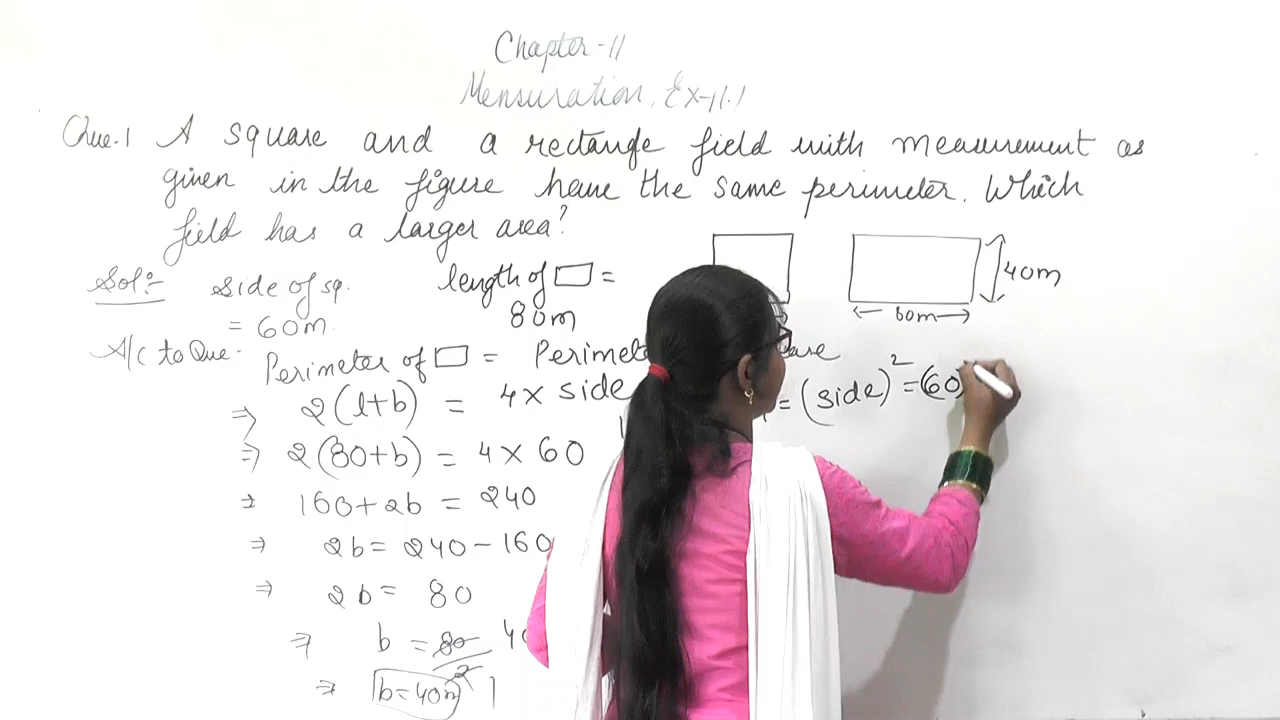 Chapter-11
Mensuration, Ex-11.1
Que.1 A square and a rectangle field with measurement as
given in the figure have the same perimeter. Which
field has a larger area?
Sol:- side of sq.
= 60m
length of ▭ =
80m
40m
80m
A/c to Que.
Perimeter of ▭ =
⇒ 2(l+b) = 4 x side
⇒ 2(80+b) = 4 x 60
⇒ 160+2b = 240
⇒ 2b = 240-160
⇒ 2b = 80
⇒ b = 80/2 40
⇒ b=40m
= (side)² = (60)